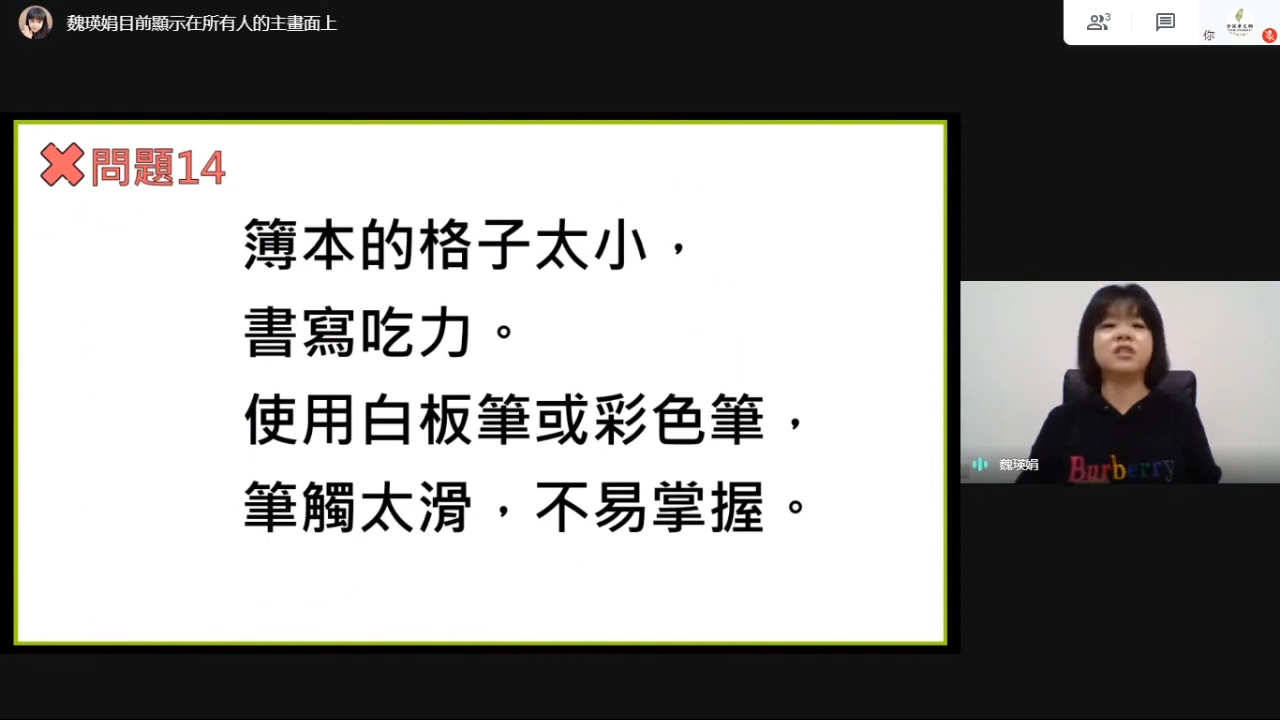 魏瑛娟目前顯示在所有人的主畫面上
3
你
問題14
簿本的格子太小，
書寫吃力。
使用白板筆或彩色筆，
筆觸太滑，不易掌握。
魏瑛娟
Burberry